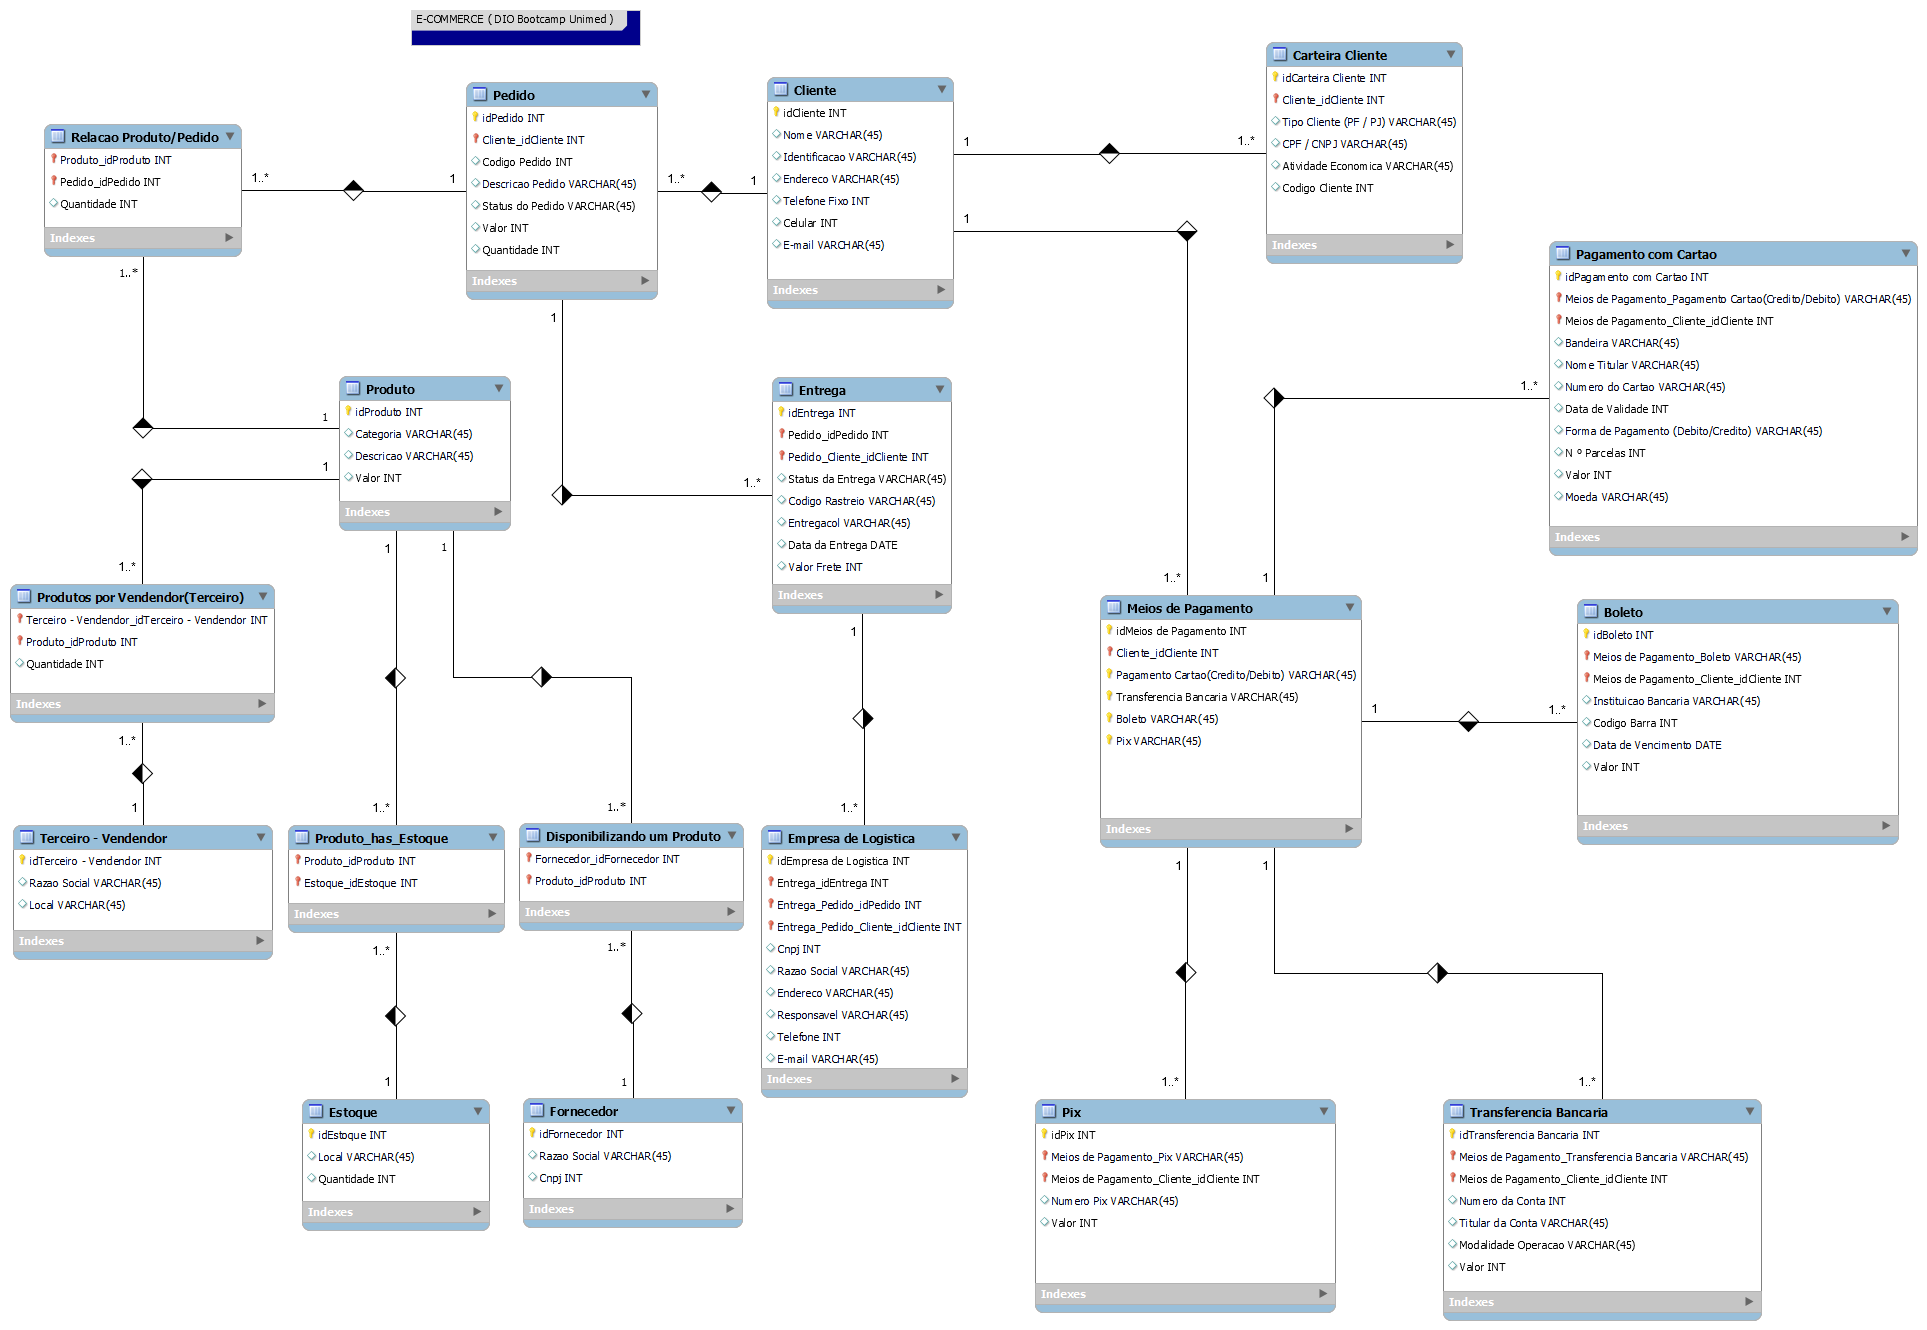 E-COMMERCE ( DIO Bootcamp Unimed )
Relacao Produto/Pedido
Produto_idProduto INT
Pedido_idPedido INT
Quantidade INT
Indexes
1..*
1
1..*
Pedido
idPedido INT
Cliente_idCliente INT
Codigo Pedido INT
Descricao Pedido VARCHAR(45)
Status do Pedido VARCHAR(45)
Valor INT
Quantidade INT
Indexes
1..*
1
1
Cliente
idCliente INT
Nome VARCHAR(45)
Identificacao VARCHAR(45)
Endereco VARCHAR(45)
Telefone Fixo INT
Celular INT
E-mail VARCHAR(45)
Indexes
1
1..*
1
1..*
Carteira Cliente
idCarteira Cliente INT
Cliente_idCliente INT
Tipo Cliente (PF / PJ) VARCHAR(45)
CPF / CNPJ VARCHAR(45)
Atividade Economica VARCHAR(45)
Codigo Cliente INT
Indexes
Pagamento com Cartao
idPagamento com Cartao INT
Meios de Pagamento_Pagamento Cartao(Credito/Debito) VARCHAR(45)
Meios de Pagamento_Cliente_idCliente INT
Bandeira VARCHAR(45)
Nome Titular VARCHAR(45)
Numero do Cartao VARCHAR(45)
Data de Validade INT
Forma de Pagamento (Debito/Credito) VARCHAR(45)
N º Parcelas INT
Valor INT
Moeda VARCHAR(45)
Indexes
1..*
1
Produto
idProduto INT
Categoria VARCHAR(45)
Descricao VARCHAR(45)
Valor INT
Indexes
1
1
1
1
Entrega
idEntrega INT
Pedido_idPedido INT
Pedido_Cliente_idCliente INT
Status da Entrega VARCHAR(45)
Codigo Rastreio VARCHAR(45)
Entregacol VARCHAR(45)
Data da Entrega DATE
Valor Frete INT
Indexes
1..*
1
1..*
Produtos por Vendendor(Terceiro)
Terceiro - Vendendor_idTerceiro - Vendendor INT
Produto_idProduto INT
Quantidade INT
Indexes
1..*
1..*
1
Meios de Pagamento
idMeios de Pagamento INT
Cliente_idCliente INT
Pagamento Cartao(Credito/Debito) VARCHAR(45)
Transferencia Bancaria VARCHAR(45)
Boleto VARCHAR(45)
Pix VARCHAR(45)
Indexes
1
1..*
1
1
Boleto
idBoleto INT
Meios de Pagamento_Boleto VARCHAR(45)
Meios de Pagamento_Cliente_idCliente INT
Instituicao Bancaria VARCHAR(45)
Codigo Barra INT
Data de Vencimento DATE
Valor INT
Indexes
Terceiro - Vendendor
idTerceiro - Vendendor INT
Razao Social VARCHAR(45)
Local VARCHAR(45)
Indexes
1..*
Produto_has_Estoque
Produto_idProduto INT
Estoque_idEstoque INT
Indexes
1..*
1
1..*
Disponibilizando um Produto
Fornecedor_idFornecedor INT
Produto_idProduto INT
Indexes
1..*
1
Empresa de Logistica
idEmpresa de Logistica INT
Entrega_idEntrega INT
Entrega_Pedido_idPedido INT
Entrega_Pedido_Cliente_idCliente INT
Cnpj INT
Razao Social VARCHAR(45)
Endereco VARCHAR(45)
Responsavel VARCHAR(45)
Telefone INT
E-mail VARCHAR(45)
Indexes
Estoque
idEstoque INT
Local VARCHAR(45)
Quantidade INT
Indexes
Fornecedor
idFornecedor INT
Razao Social VARCHAR(45)
Cnpj INT
Indexes
1..*
Pix
idPix INT
Meios de Pagamento_Pix VARCHAR(45)
Meios de Pagamento_Cliente_idCliente INT
Numero Pix VARCHAR(45)
Valor INT
Indexes
1..*
Transferencia Bancaria
idTransferencia Bancaria INT
Meios de Pagamento_Transferencia Bancaria VARCHAR(45)
Meios de Pagamento_Cliente_idCliente INT
Numero da Conta INT
Titular da Conta VARCHAR(45)
Modalidade Operacao VARCHAR(45)
Valor INT
Indexes